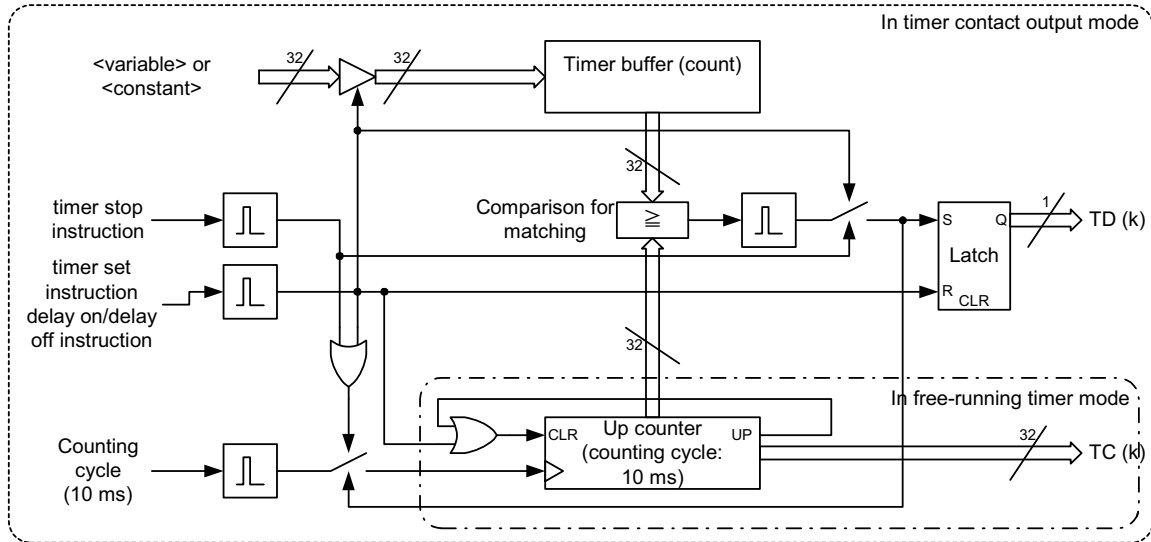 In timer contact output mode
<variable> or
<constant>
32
32
Timer buffer (count)
32
timer stop
instruction
Comparison for
matching
≧
S
Q
1
TD (k)
Latch
R
CLR
timer set
instruction
delay on/delay
off instruction
32
In free-running timer mode
Counting
cycle
(10 ms)
CLR
Up counter
(counting cycle:
10 ms)
UP
32
TC (k)